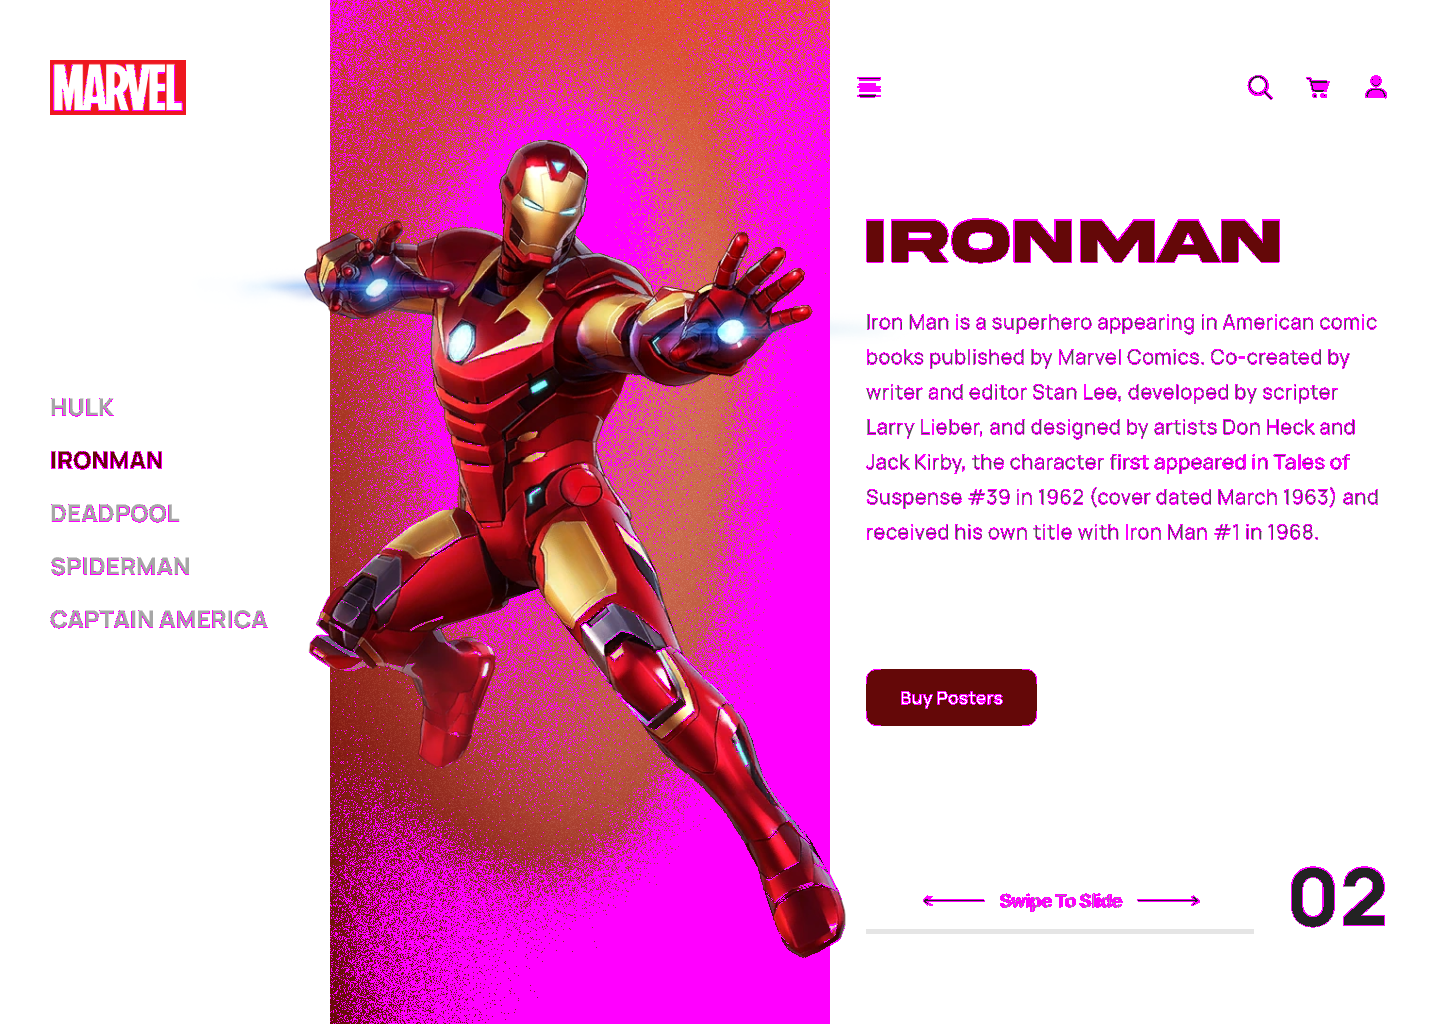 MARVEL
HULK
IRONMAN
DEADPOOL
SPIDERMAN
CAPTAIN AMERICA
IRONMAN
Iron Man is a superhero appearing in American comic
books published by Marvel Comics. Co-created by
writer and editor Stan Lee, developed by scripter
Larry Lieber, and designed by artists Don Heck and
Jack Kirby, the character first appeared in Tales of
Suspense #39 in 1962 (cover dated March 1963) and
received his own title with Iron Man #1 in 1968.
Buy Posters
Swipe To Slide
02